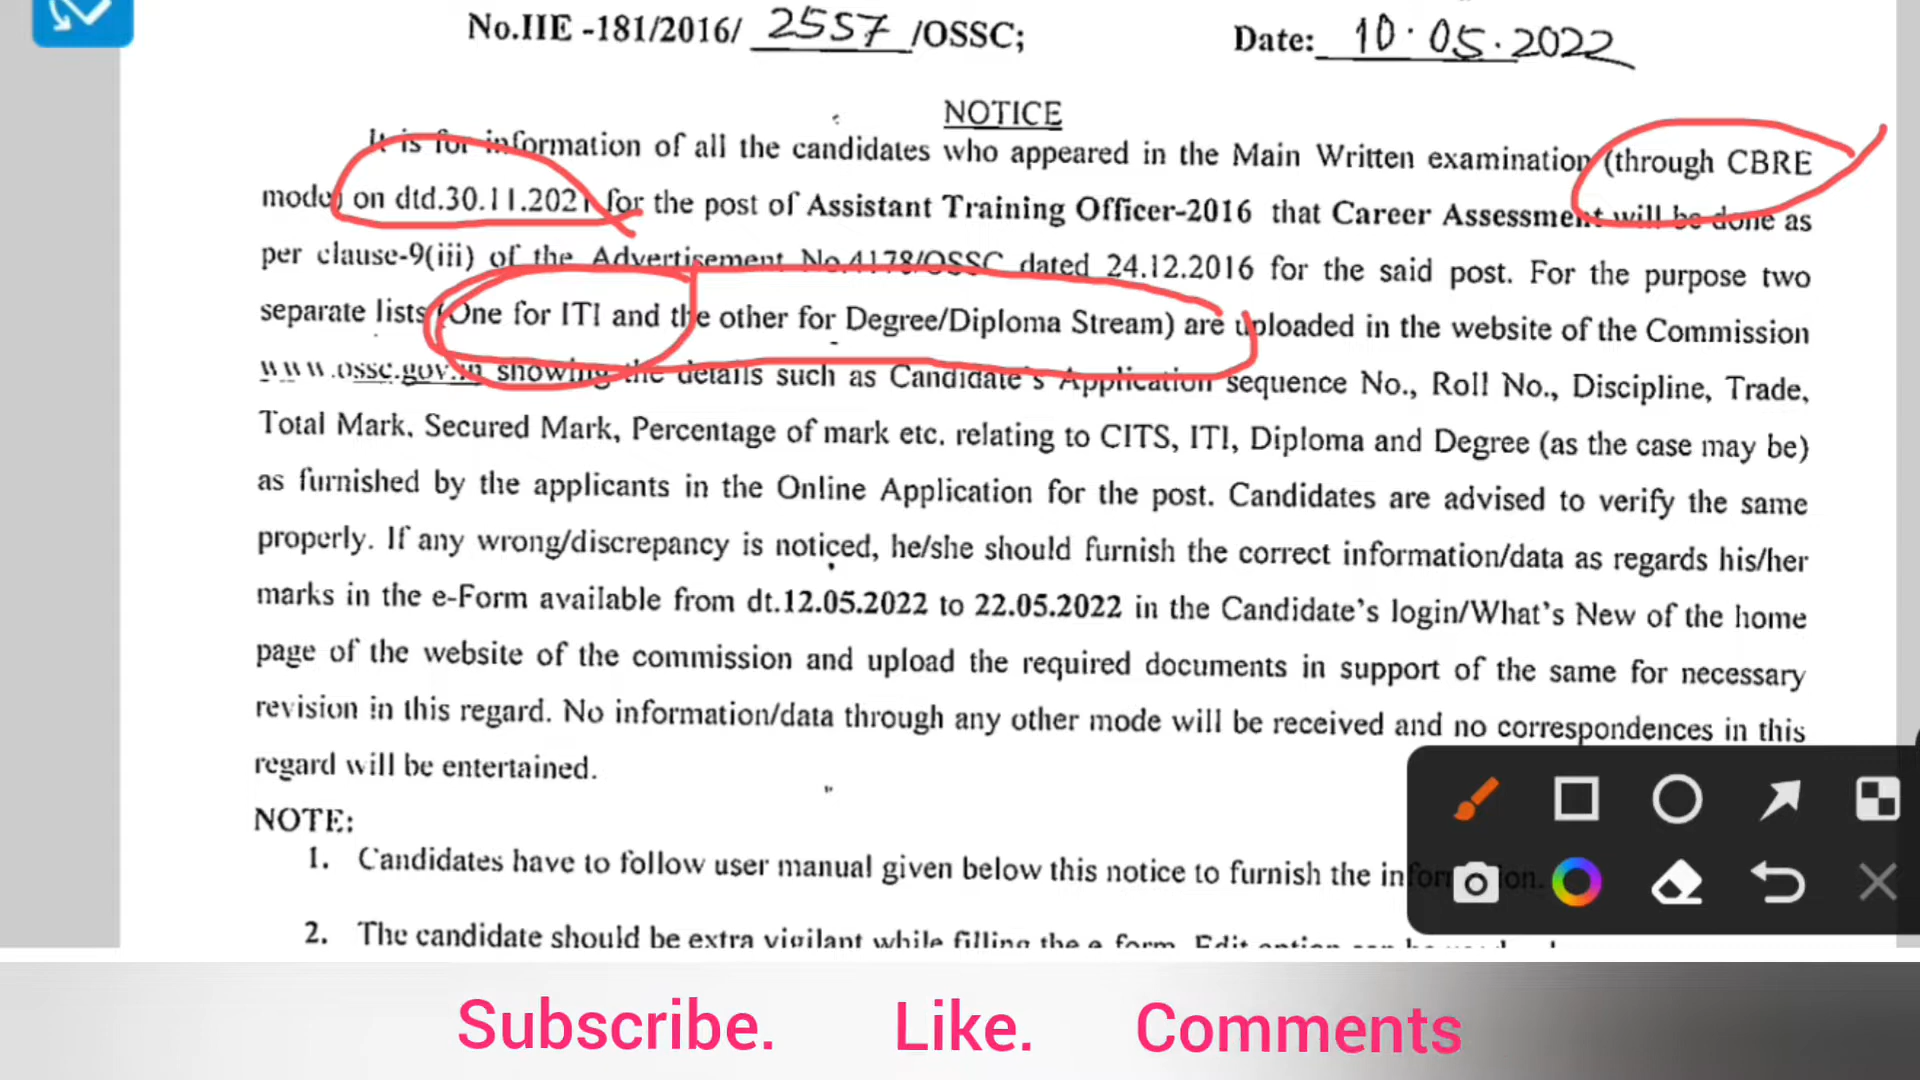 No.IIE -181/2016/ 2557 /OSSC;    Date: 10.05.2022
NOTICE
It is for information of all the candidates who appeared in the Main Written examination (through CBRE
mode) on dtd.30.11.2021 for the post of Assistant Training Officer-2016 that Career Assessment will be done as
per clause-9(iii) of the Advertisement No.4178/OSSC dated 24.12.2016 for the said post. For the purpose two
separate lists (One for ITI and the other for Degree/Diploma Stream) are uploaded in the website of the Commission
www.ossc.gov.in showing the details such as Candidate's Application sequence No., Roll No., Discipline, Trade,
Total Mark, Secured Mark, Percentage of mark etc. relating to CITS, ITI, Diploma and Degree (as the case may be)
as furnished by the applicants in the Online Application for the post. Candidates are advised to verify the same
properly. If any wrong/discrepancy is noticed, he/she should furnish the correct information/data as regards his/her
marks in the e-Form available from dt.12.05.2022 to 22.05.2022 in the Candidate's login/What's New of the home
page of the website of the commission and upload the required documents in support of the same for necessary
revision in this regard. No information/data through any other mode will be received and no correspondences in this
regard will be entertained.
NOTE:
1. Candidates have to follow user manual given below this notice to furnish the information.
2. The candidate should be extra vigilant while filling the e-form. Edit option can be
Subscribe. Like. Comments